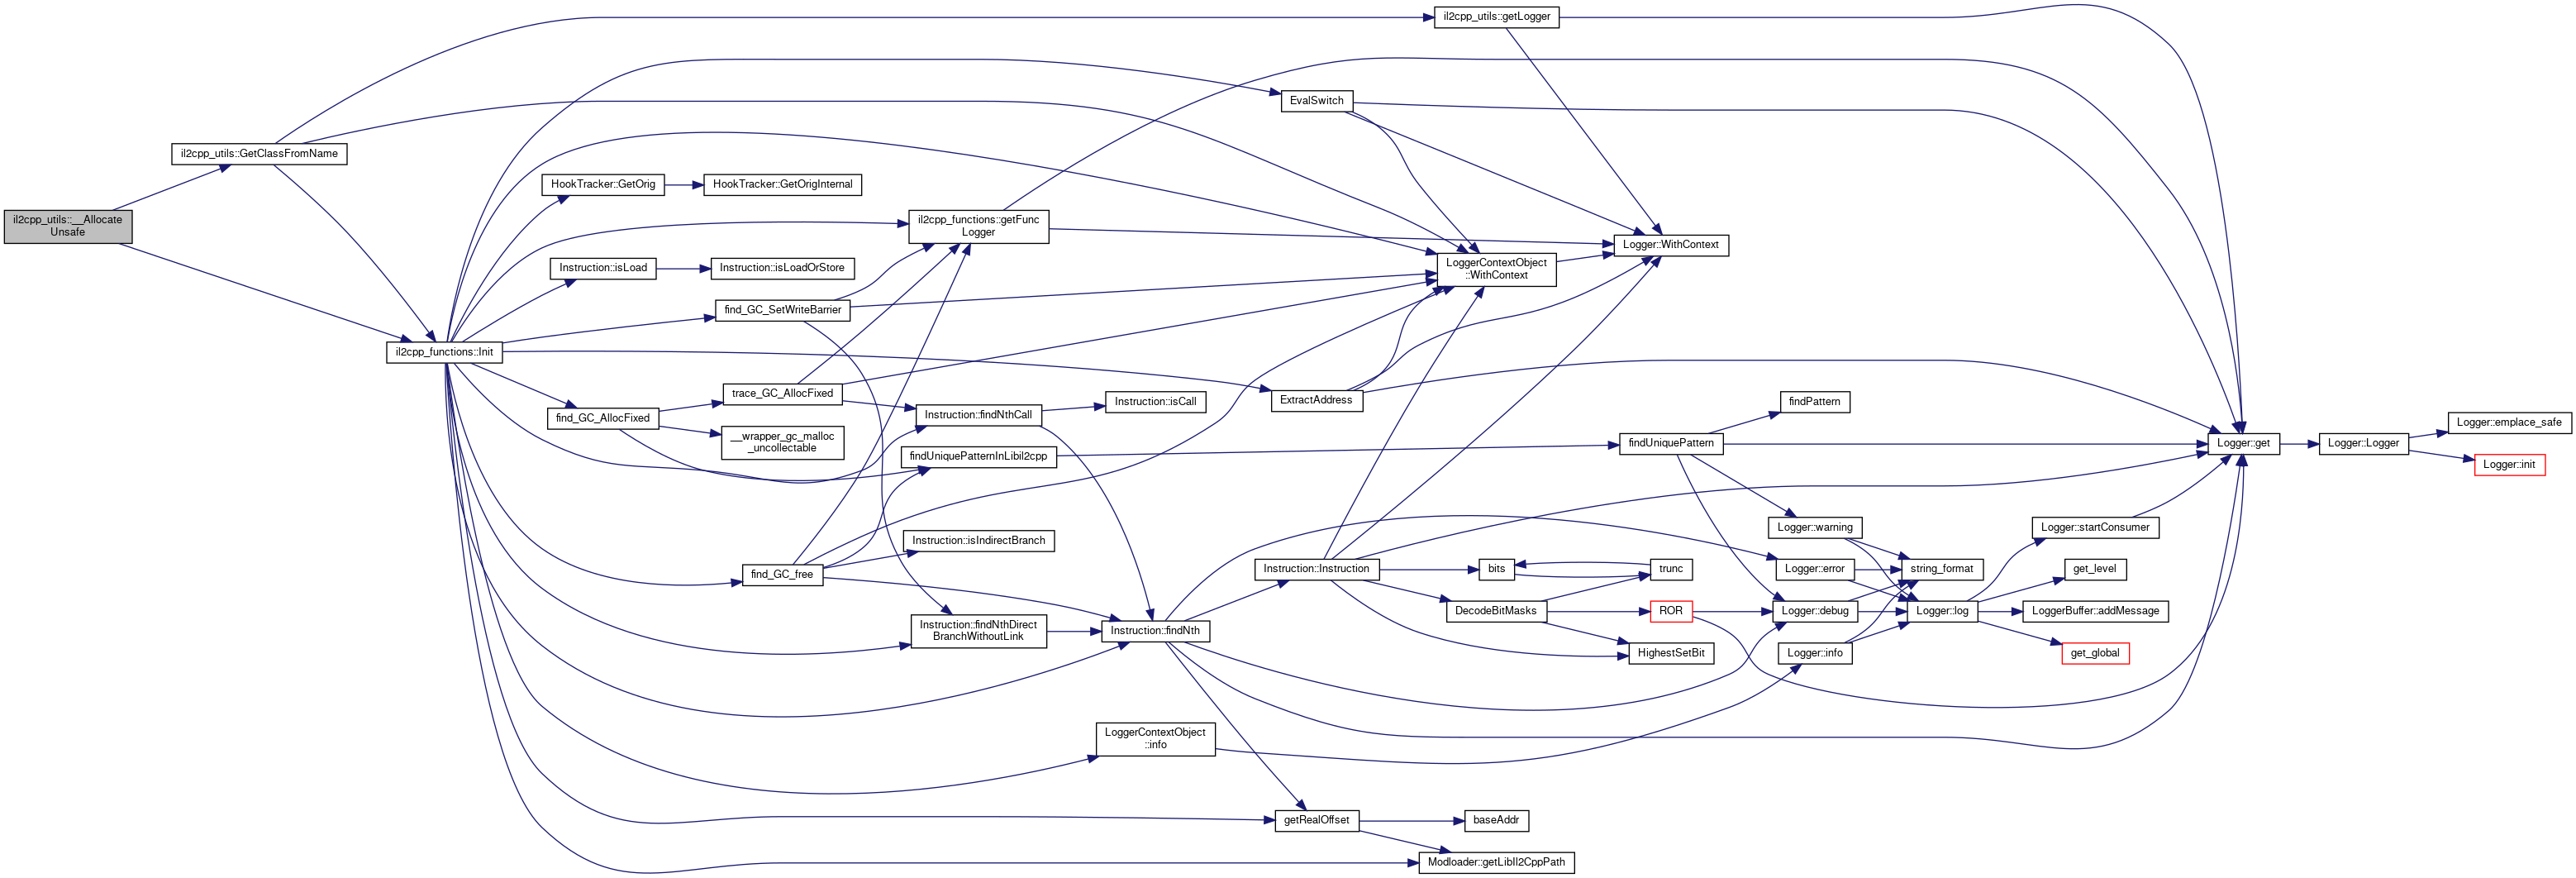 il2cpp_utils::__Allocate
Unsafe
il2cpp_utils::GetClassFromName
il2cpp_functions::Init
HookTracker::GetOrig
HookTracker::GetOrigInternal
Instruction::isLoad
Instruction::isLoadOrStore
find_GC_SetWriteBarrier
find_GC_AllocFixed
trace_GC_AllocFixed
__wrapper_gc_malloc
_uncollectable
find_GC_free
il2cpp_functions::getFunc
Logger
Instruction::findNthCall
Instruction::isCall
findUniquePatternInLibil2cpp
Instruction::isIndirectBranch
Instruction::findNthDirect
BranchWithoutLink
Instruction::findNth
LoggerContextObject
::info
il2cpp_utils::getLogger
EvalSwitch
LoggerContextObject
::WithContext
Logger::WithContext
ExtractAddress
Instruction::Instruction
getRealOffset
baseAddr
Modloader::getLibIl2CppPath
bits
trunc
DecodeBitMasks
ROR
HighestSetBit
findUniquePattern
findPattern
Logger::warning
Logger::error
Logger::debug
Logger::info
string_format
Logger::log
Logger::startConsumer
get_level
LoggerBuffer::addMessage
get_global
Logger::get
Logger::Logger
Logger::emplace_safe
Logger::init